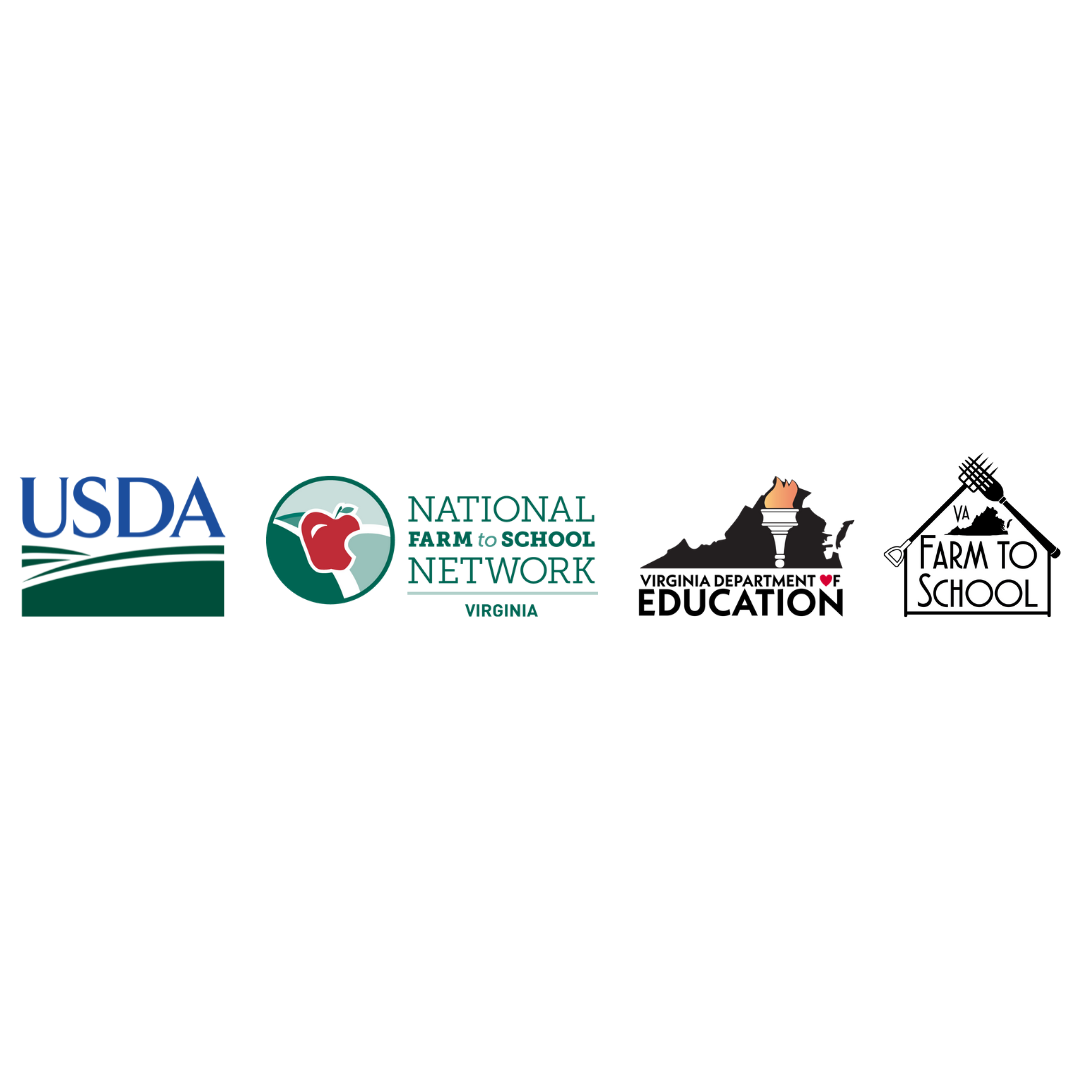 USDA
NATIONAL
FARM to SCHOOL
NETWORK
VIRGINIA
VIRGINIA DEPARTMENT OF
EDUCATION
VA
FARM TO
SCHOOL